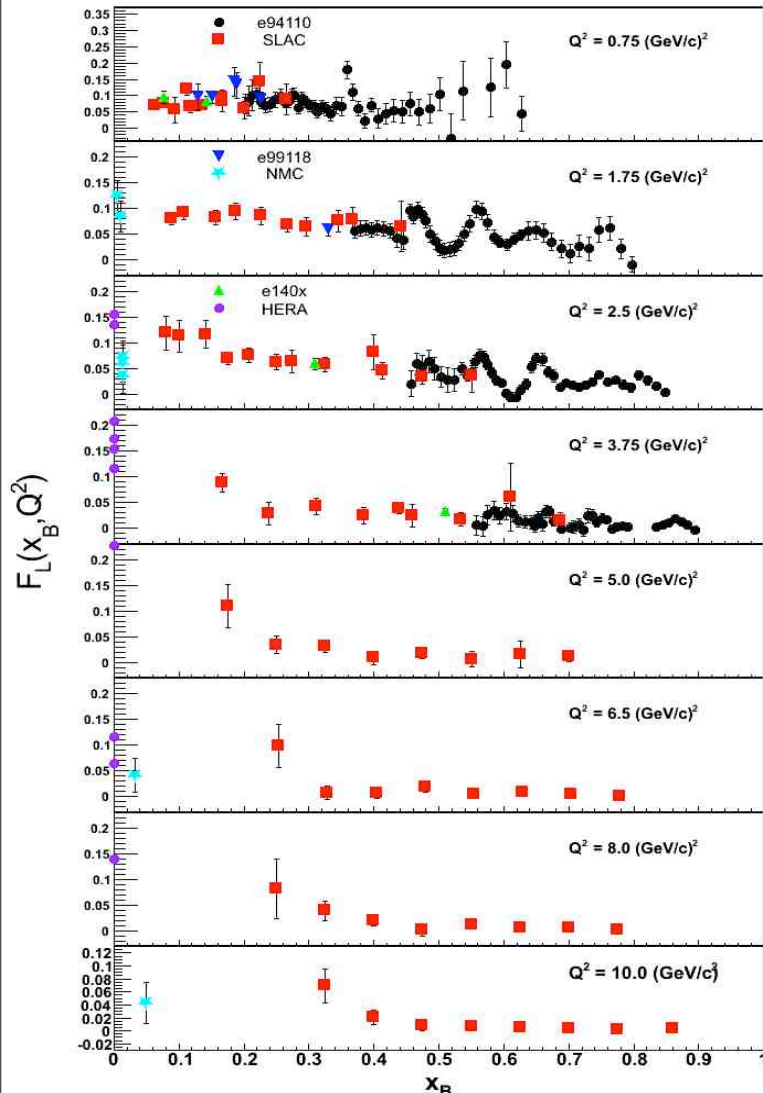 0.35
0.3
0.25
0.2
0.15
0.1
0.05
0
e94110
SLAC
Q² = 0.75 (GeV/c)²
0.2
0.15
0.1
0.05
0
e99118
NMC
Q² = 1.75 (GeV/c)²
0.2
0.15
0.1
0.05
0
e140x
HERA
Q² = 2.5 (GeV/c)²
0.2
0.15
0.1
0.05
0
Q² = 3.75 (GeV/c)²
F_L(x_B,Q²)
0.2
0.15
0.1
0.05
0
Q² = 5.0 (GeV/c)²
0.2
0.15
0.1
0.05
0
Q² = 6.5 (GeV/c)²
0.2
0.15
0.1
0.05
0
Q² = 8.0 (GeV/c)²
0.12
0.1
0.08
0.06
0.04
0.02
0
-0.02
Q² = 10.0 (GeV/c)²
0 0.1 0.2 0.3 0.4 0.5 0.6 0.7 0.8 0.9 1
x_B